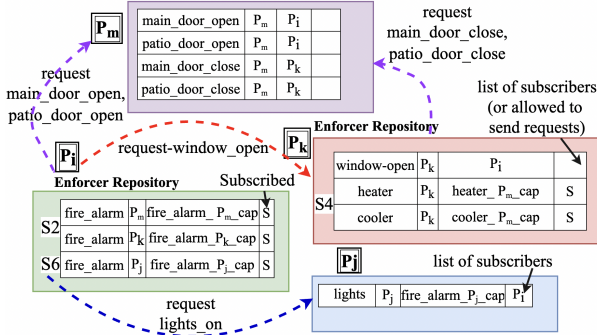 Pm
main_door_open Pm Pi
patio_door_open Pm Pi
main_door_close Pm Pk
patio_door_close Pm Pk
request
main_door_close,
patio_door_close
request
main_door_open,
patio_door_open
list of subscribers
(or allowed to
send requests)
Pi
request-window_open
Pk
Enforcer Repository
window-open Pk Pi
S4
heater Pk heater_Pm_cap S
cooler Pk cooler_Pm_cap S
Enforcer Repository
Subscribed
S2
fire_alarm Pm fire_alarm_Pm_cap S
fire_alarm Pk fire_alarm_Pk_cap S
S6
fire_alarm Pj fire_alarm_Pj_cap S
Pj
list of subscribers
lights Pj fire_alarm_Pj_cap Pi
request
lights_on